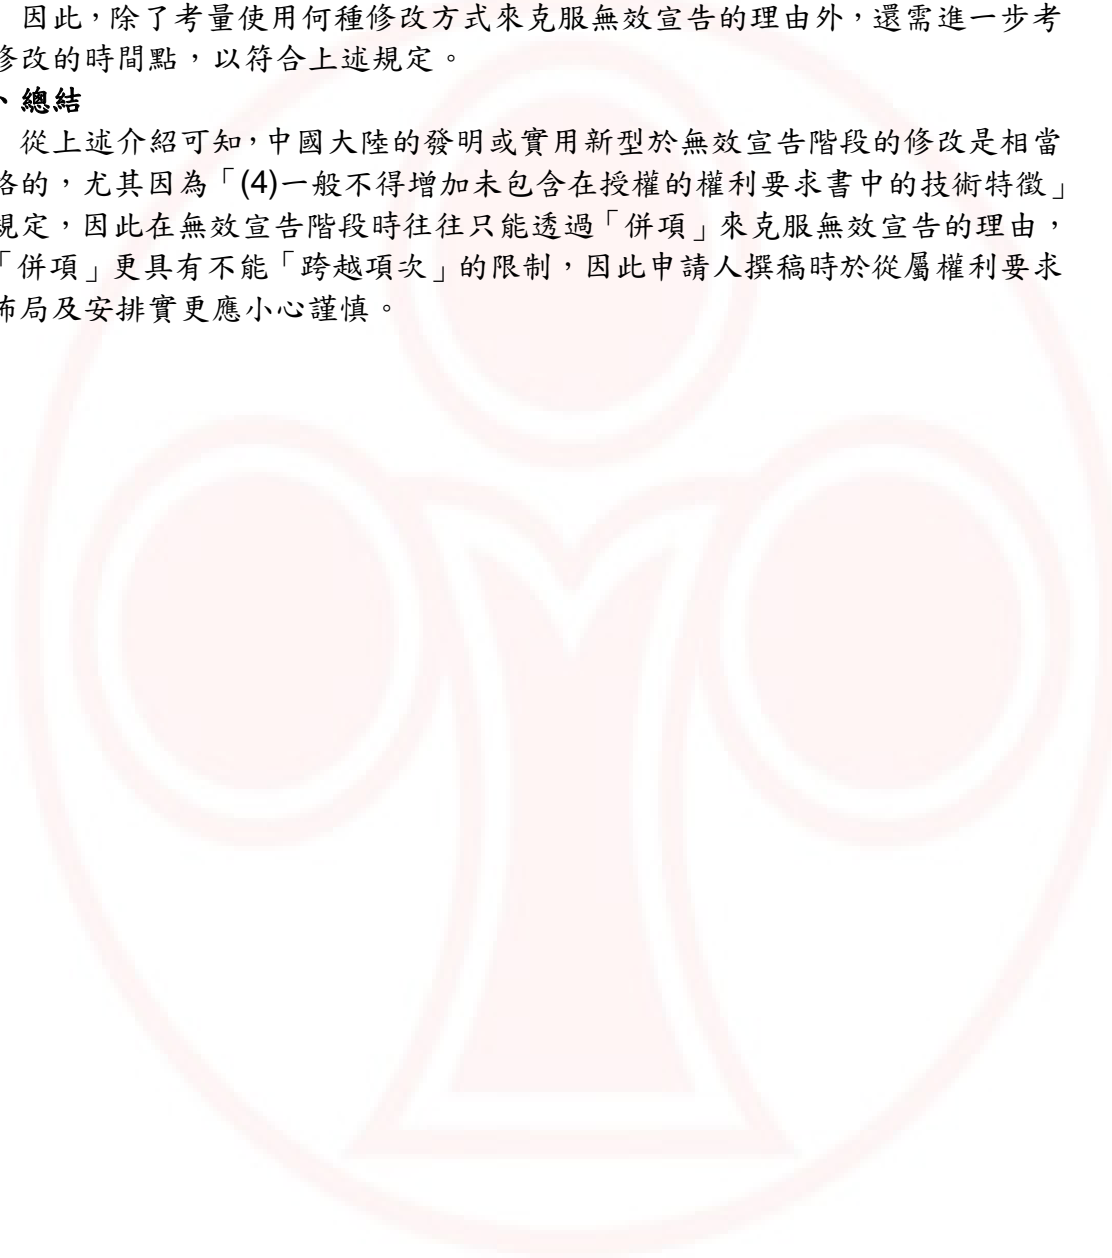 因此,除了考量使用何種修改方式來克服無效宣告的理由外,還需進一步考
修改的時間點,以符合上述規定。
、總結
從上述介紹可知,中國大陸的發明或實用新型於無效宣告階段的修改是相當
格的,尤其因為「(4)一般不得增加未包含在授權的權利要求書中的技術特徵」
規定,因此在無效宣告階段時往往只能透過「併項」來克服無效宣告的理由,
「併項」更具有不能「跨越項次」的限制,因此申請人撰稿時於從屬權利要求
佈局及安排實更應小心謹慎。